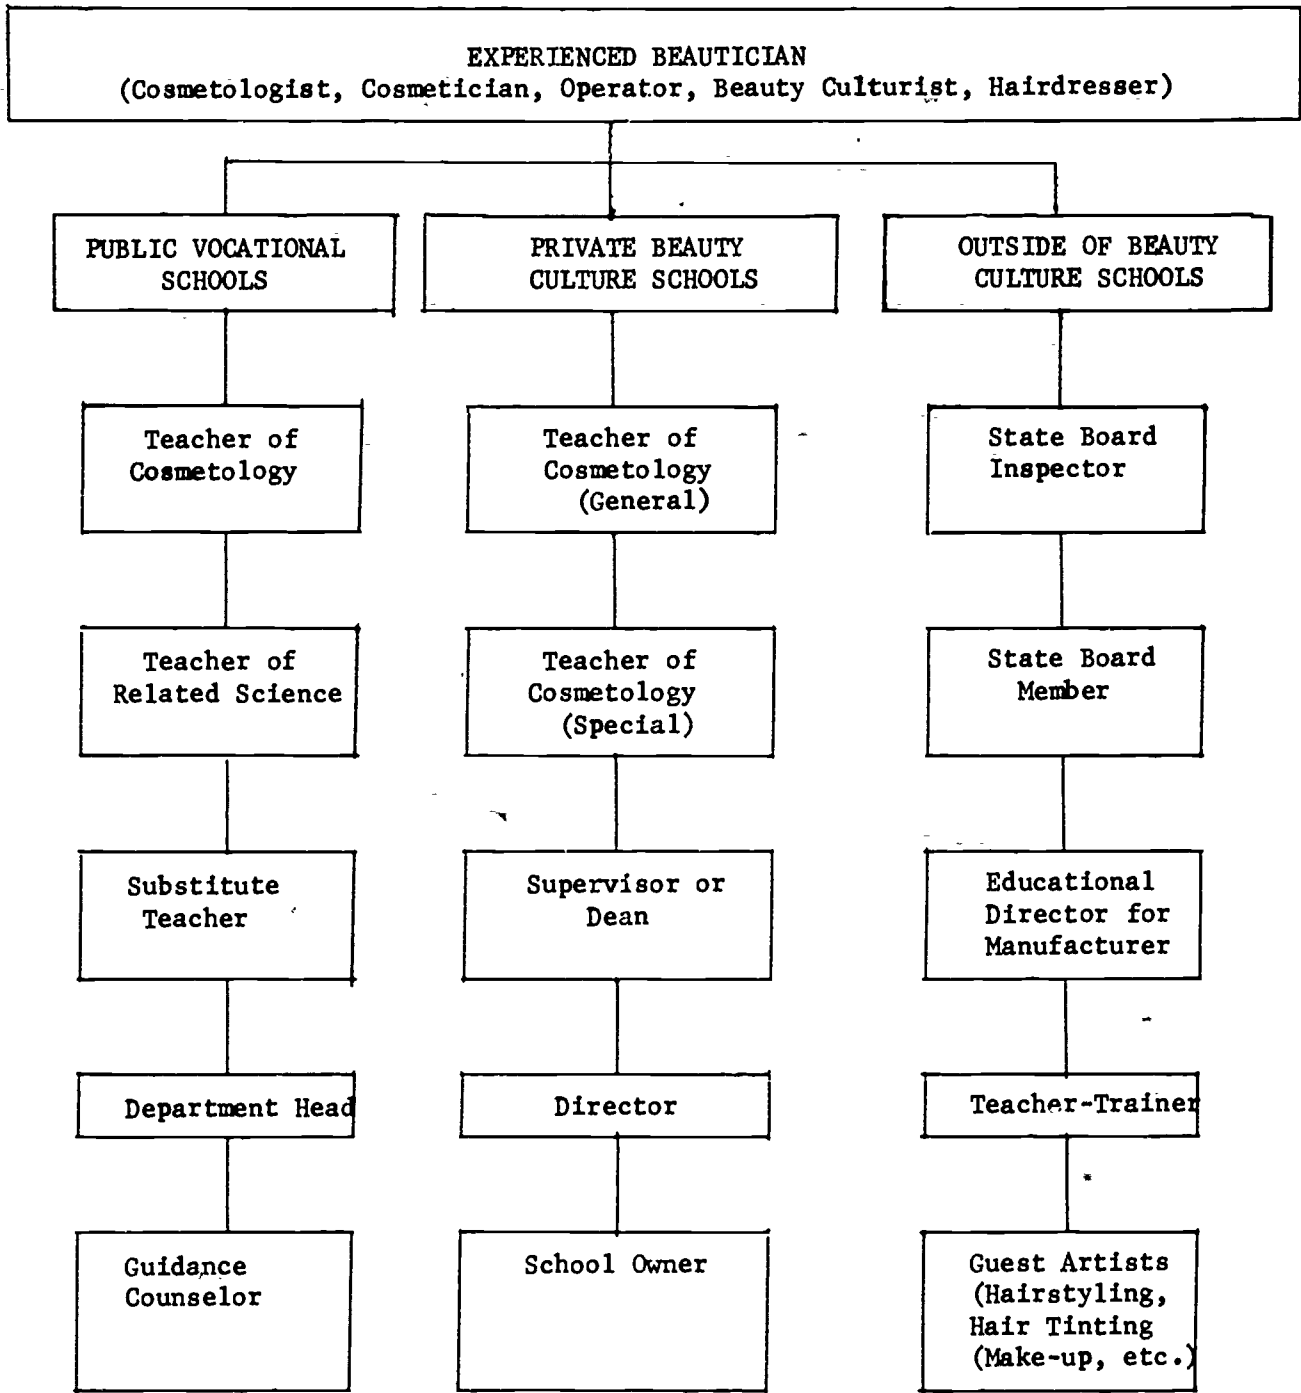 EXPERIENCED BEAUTICIAN
(Cosmetologist, Cosmetician, Operator, Beauty Culturist, Hairdresser)
PUBLIC VOCATIONAL
SCHOOLS
Teacher of
Cosmetology
Teacher of
Related Science
Substitute
Teacher
Department Head
Guidance
Counselor
PRIVATE BEAUTY
CULTURE SCHOOLS
Teacher of
Cosmetology
(General)
Teacher of
Cosmetology
(Special)
Supervisor or
Dean
Director
School Owner
OUTSIDE OF BEAUTY
CULTURE SCHOOLS
State Board
Inspector
State Board
Member
Educational
Director for
Manufacturer
Teacher-Trainer
Guest Artists
(Hairstyling,
Hair Tinting
(Make-up, etc.)